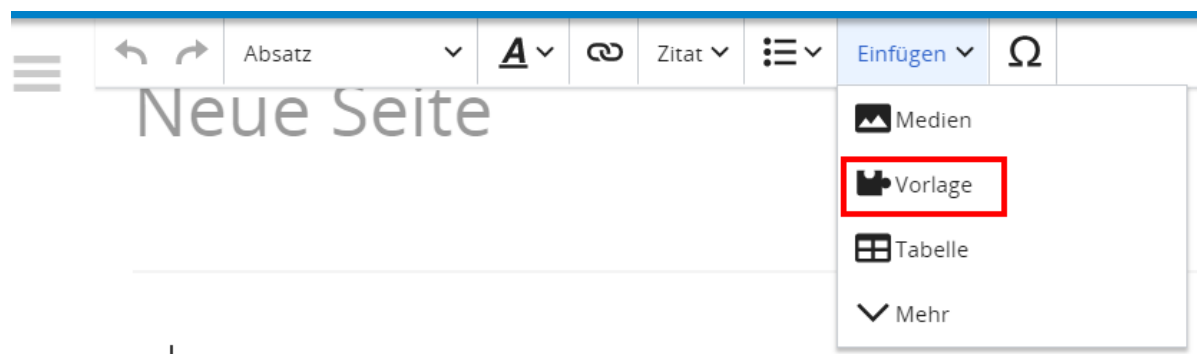 Absatz A Zitat Einfügen Ω
Neue Seite
Medien
Vorlage
Tabelle
Mehr